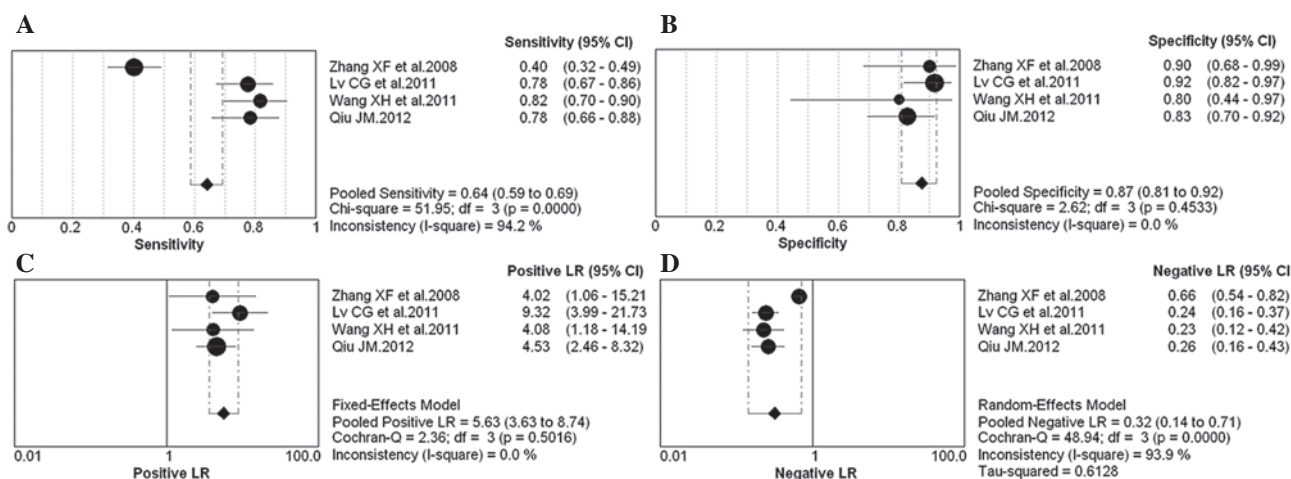 A
Sensitivity (95% CI)
Zhang XF et al.2008 0.40 (0.32 - 0.49)
Lv CG et al.2011 0.78 (0.67 - 0.86)
Wang XH et al.2011 0.82 (0.70 - 0.90)
Qiu JM.2012 0.78 (0.66 - 0.88)
Pooled Sensitivity = 0.64 (0.59 to 0.69)
Chi-square = 51.95; df = 3 (p = 0.0000)
Inconsistency (I-square) = 94.2 %
0 0.2 0.4 0.6 0.8 1
Sensitivity
B
Specificity (95% CI)
Zhang XF et al.2008 0.90 (0.68 - 0.99)
Lv CG et al.2011 0.92 (0.82 - 0.97)
Wang XH et al.2011 0.80 (0.44 - 0.97)
Qiu JM.2012 0.83 (0.70 - 0.92)
Pooled Specificity = 0.87 (0.81 to 0.92)
Chi-square = 2.62; df = 3 (p = 0.4533)
Inconsistency (I-square) = 0.0 %
0 0.2 0.4 0.6 0.8 1
Specificity
C
Positive LR (95% CI)
Zhang XF et al.2008 4.02 (1.06 - 15.21
Lv CG et al.2011 9.32 (3.99 - 21.73
Wang XH et al.2011 4.08 (1.18 - 14.19
Qiu JM.2012 4.53 (2.46 - 8.32)
Fixed-Effects Model
Pooled Positive LR = 5.63 (3.63 to 8.74)
Cochran-Q = 2.36; df = 3 (p = 0.5016)
Inconsistency (I-square) = 0.0 %
0.01 1 100.0
Positive LR
D
Negative LR (95% CI
Zhang XF et al.2008 0.66 (0.54 - 0.82)
Lv CG et al.2011 0.24 (0.16 - 0.37)
Wang XH et al.2011 0.23 (0.12 - 0.42)
Qiu JM.2012 0.26 (0.16 - 0.43)
Random-Effects Model
Pooled Negative LR = 0.32 (0.14 to 0.71)
Cochran-Q = 48.94; df = 3 (p = 0.0000)
Inconsistency (I-square) = 93.9 %
Tau-squared = 0.6128
0.01 1 100.0
Negative LR